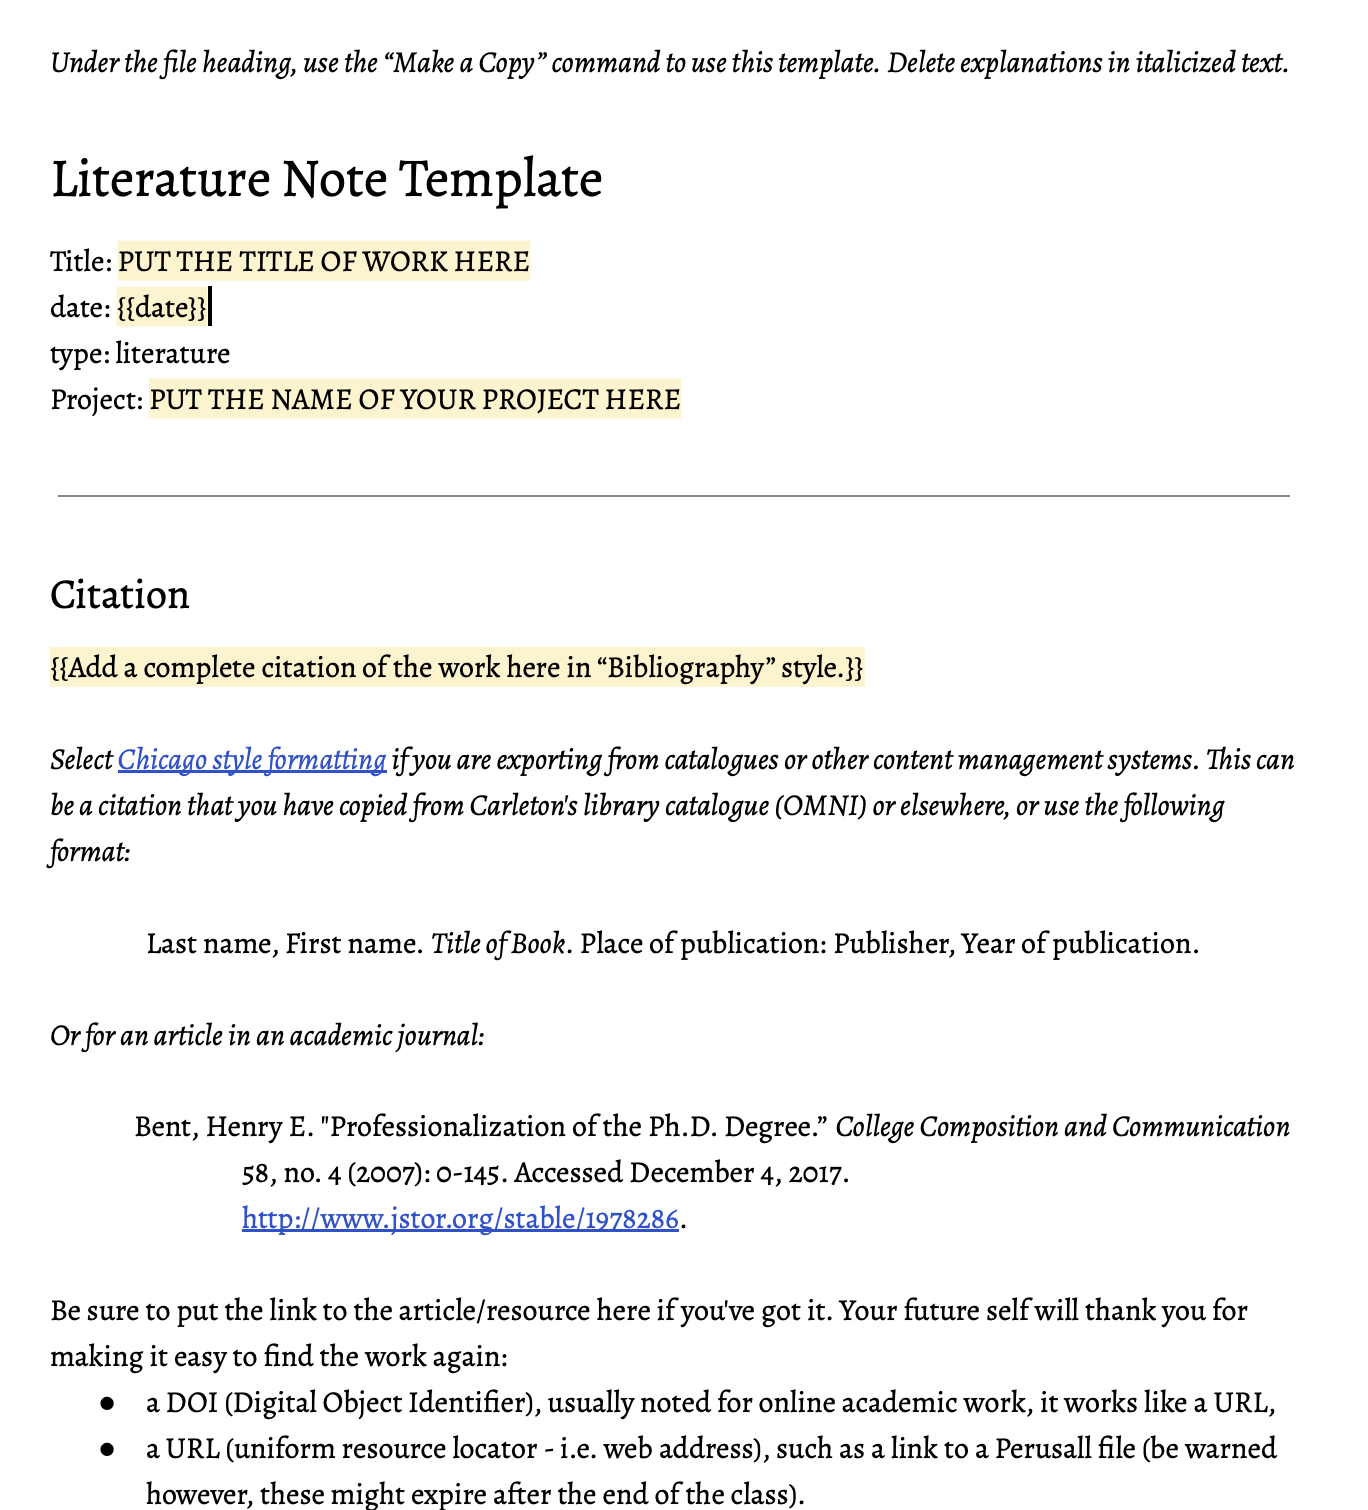 Under the file heading, use the “Make a Copy” command to use this template. Delete explanations in italicized text.
Literature Note Template
Title: PUT THE TITLE OF WORK HERE
date: {{date}}
type: literature
Project: PUT THE NAME OF YOUR PROJECT HERE
Citation
{{Add a complete citation of the work here in “Bibliography” style.}}
Select Chicago style formatting if you are exporting from catalogues or other content management systems. This can
be a citation that you have copied from Carleton's library catalogue (OMNI) or elsewhere, or use the following
format:
Last name, First name. Title of Book. Place of publication: Publisher, Year of publication.
Or for an article in an academic journal:
Bent, Henry E. "Professionalization of the Ph.D. Degree.” College Composition and Communication
58, no. 4 (2007): 0-145. Accessed December 4, 2017.
http://www.jstor.org/stable/1978286.
Be sure to put the link to the article/resource here if you've got it. Your future self will thank you for
making it easy to find the work again:
● a DOI (Digital Object Identifier), usually noted for online academic work, it works like a URL,
● a URL (uniform resource locator - i.e. web address), such as a link to a Perusall file (be warned
however, these might expire after the end of the class).